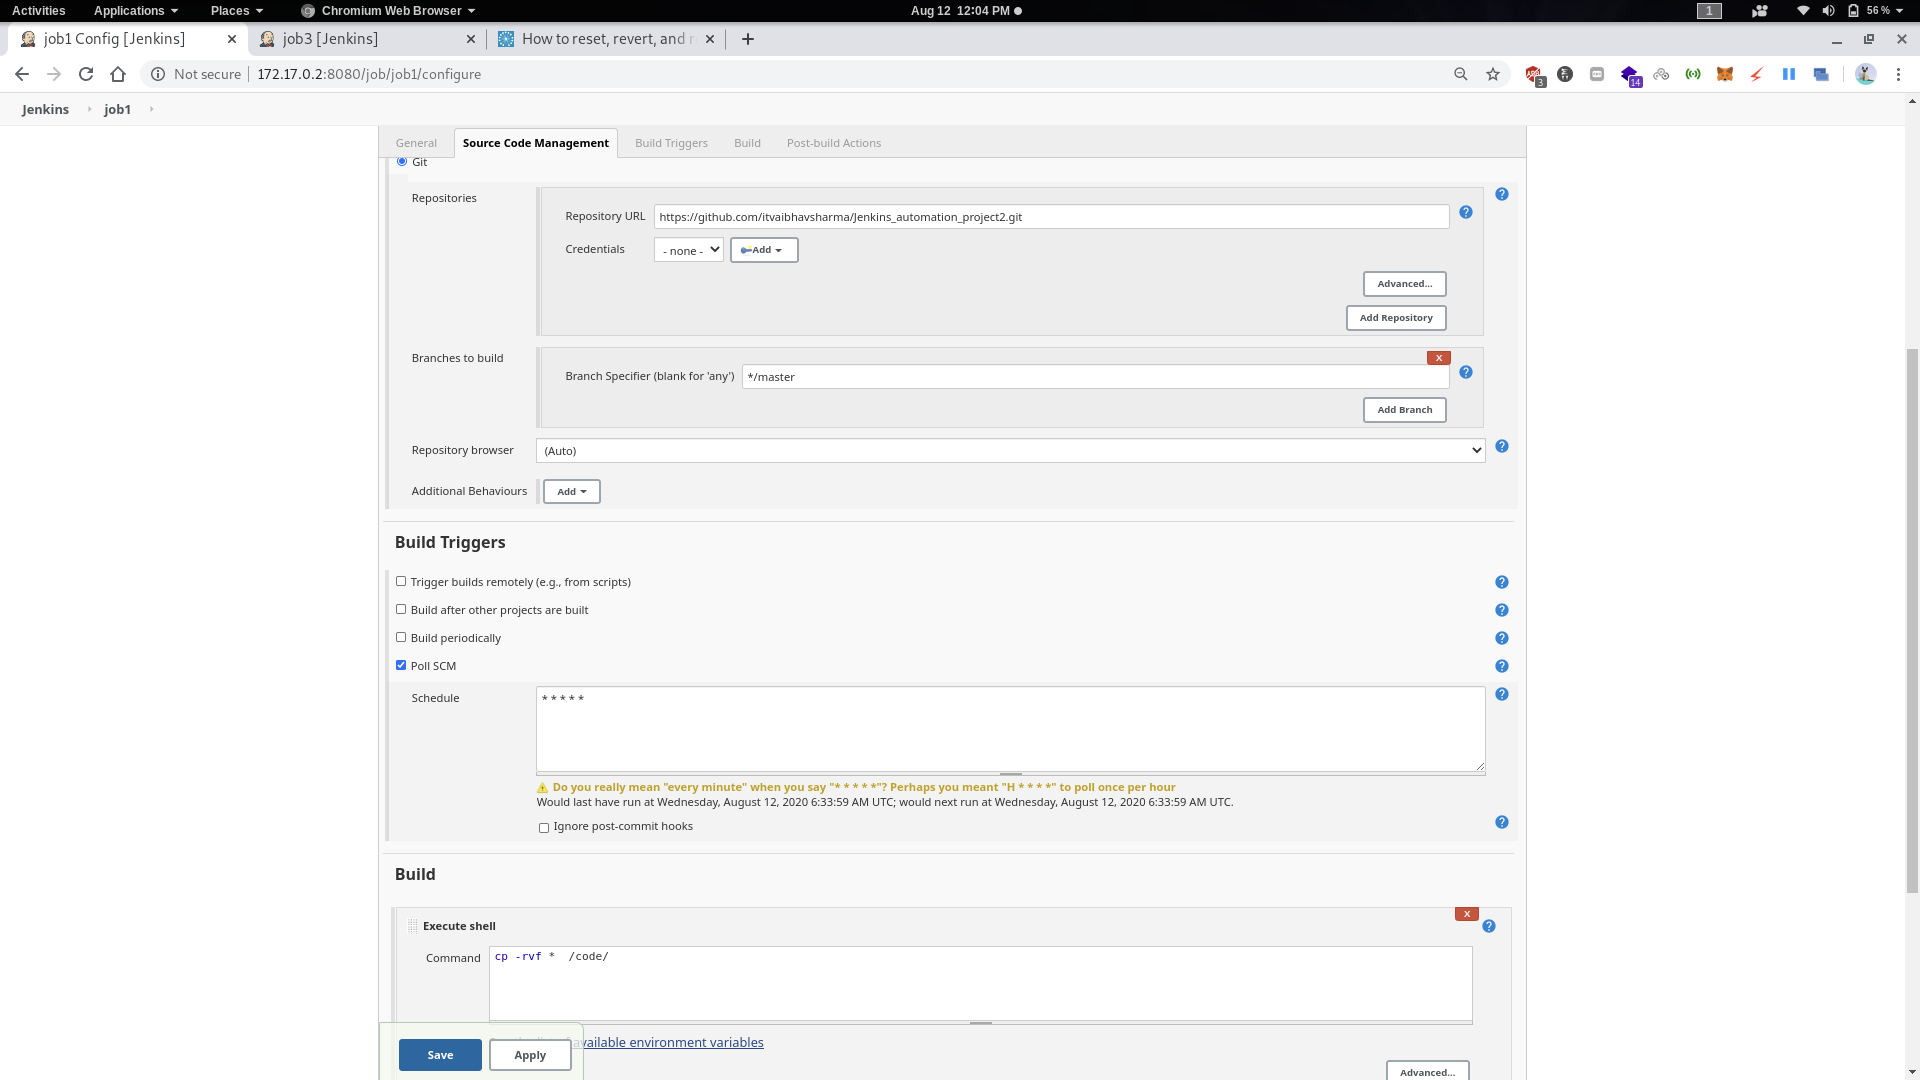 Activities Applications Places Chromium Web Browser Aug 12 12:04 PM 1 56 %
job1 Config [Jenkins] job3 [Jenkins] How to reset, revert, and
Not secure 172.17.0.2:8080/job/job1/configure 3 14
Jenkins job1
General Source Code Management Build Triggers Build Post-build Actions
Git
Repositories
Repository URL https://github.com/itvaibhavsharma/Jenkins_automation_project2.git
Credentials - none - Add
Advanced...
Add Repository
Branches to build X
Branch Specifier (blank for 'any') */master
Add Branch
Repository browser (Auto)
Additional Behaviours Add
Build Triggers
Trigger builds remotely (e.g., from scripts)
Build after other projects are built
Build periodically
Poll SCM
Schedule * * * * *
Do you really mean "every minute" when you say "* * * * *"? Perhaps you meant "H * * * *" to poll once per hour
Would last have run at Wednesday, August 12, 2020 6:33:59 AM UTC; would next run at Wednesday, August 12, 2020 6:33:59 AM UTC.
Ignore post-commit hooks
Build
X
Execute shell
Command cp -rvf * /code/
available environment variables
Save Apply
Advanced...